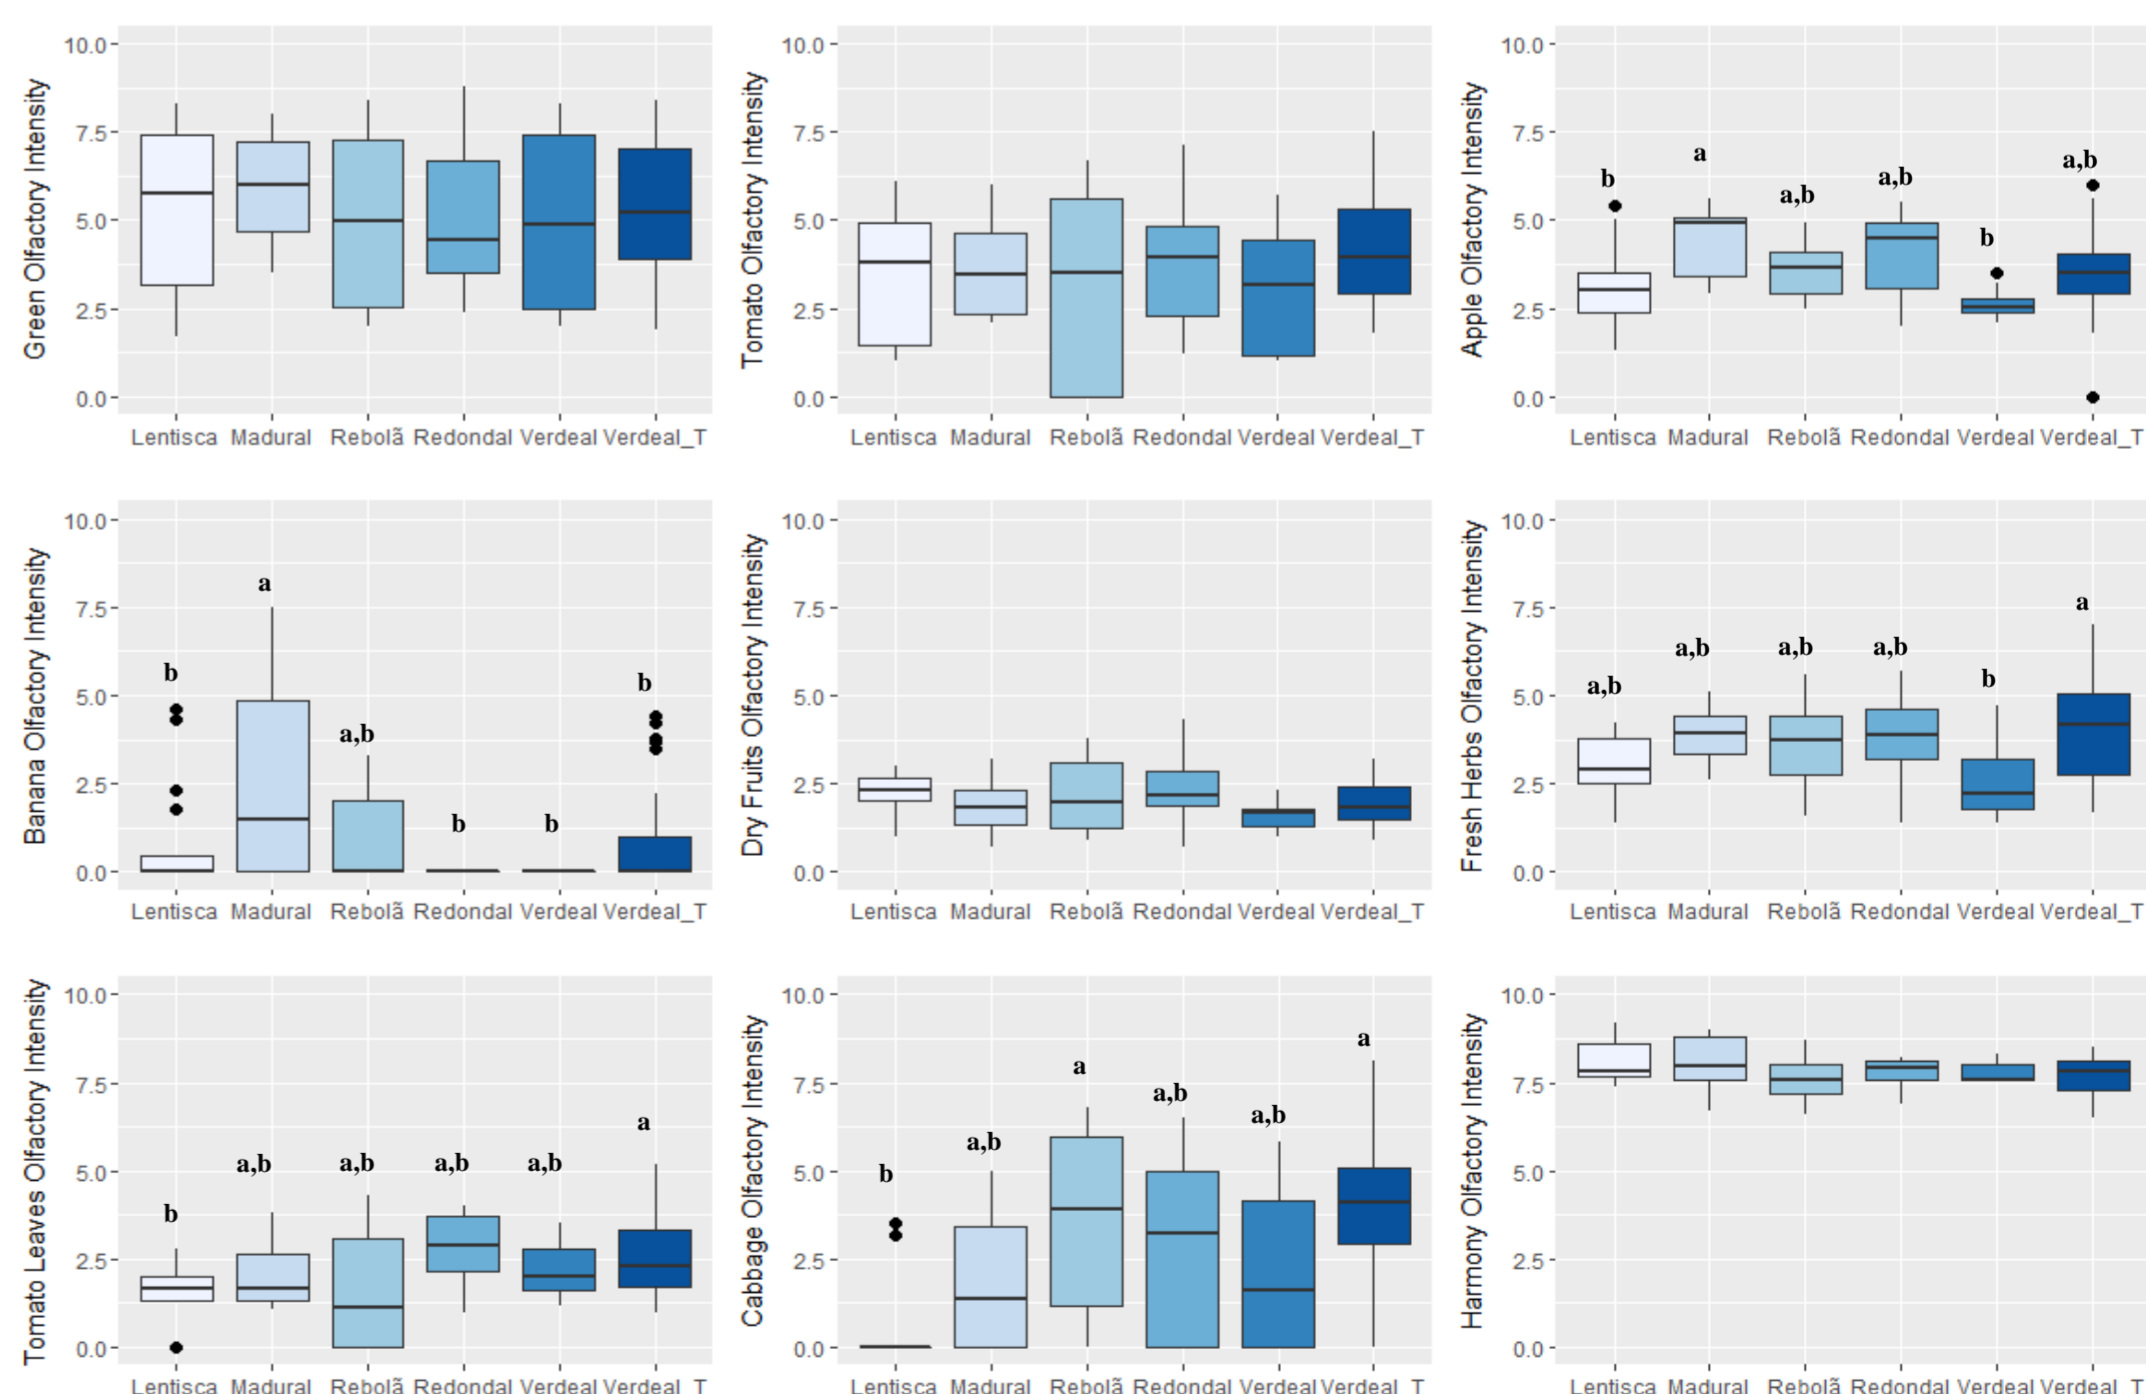 Green Olfactory Intensity
10.0
7.5
5.0
2.5
0.0
Lentisca Madural Rebolã Redondal Verdeal Verdeal_T
Tomato Olfactory Intensity
10.0
7.5
5.0
2.5
0.0
Lentisca Madural Rebolã Redondal Verdeal Verdeal_T
Apple Olfactory Intensity
10.0
7.5
5.0
2.5
0.0
b a a,b a,b b a,b
Lentisca Madural Rebolã Redondal Verdeal Verdeal_T
Banana Olfactory Intensity
10.0
7.5
5.0
2.5
0.0
b a a,b b b b
Lentisca Madural Rebolã Redondal Verdeal Verdeal_T
Dry Fruits Olfactory Intensity
10.0
7.5
5.0
2.5
0.0
Lentisca Madural Rebolã Redondal Verdeal Verdeal_T
Fresh Herbs Olfactory Intensity
10.0
7.5
5.0
2.5
0.0
a,b a,b a,b a,b b a
Lentisca Madural Rebolã Redondal Verdeal Verdeal_T
Tomato Leaves Olfactory Intensity
10.0
7.5
5.0
2.5
0.0
b a,b a,b a,b a,b a
Lentisca Madural Rebolã Redondal Verdeal Verdeal_T
Cabbage Olfactory Intensity
10.0
7.5
5.0
2.5
0.0
b a,b a a,b a,b a
Lentisca Madural Rebolã Redondal Verdeal Verdeal_T
Harmony Olfactory Intensity
10.0
7.5
5.0
2.5
0.0
Lentisca Madural Rebolã Redondal Verdeal Verdeal_T